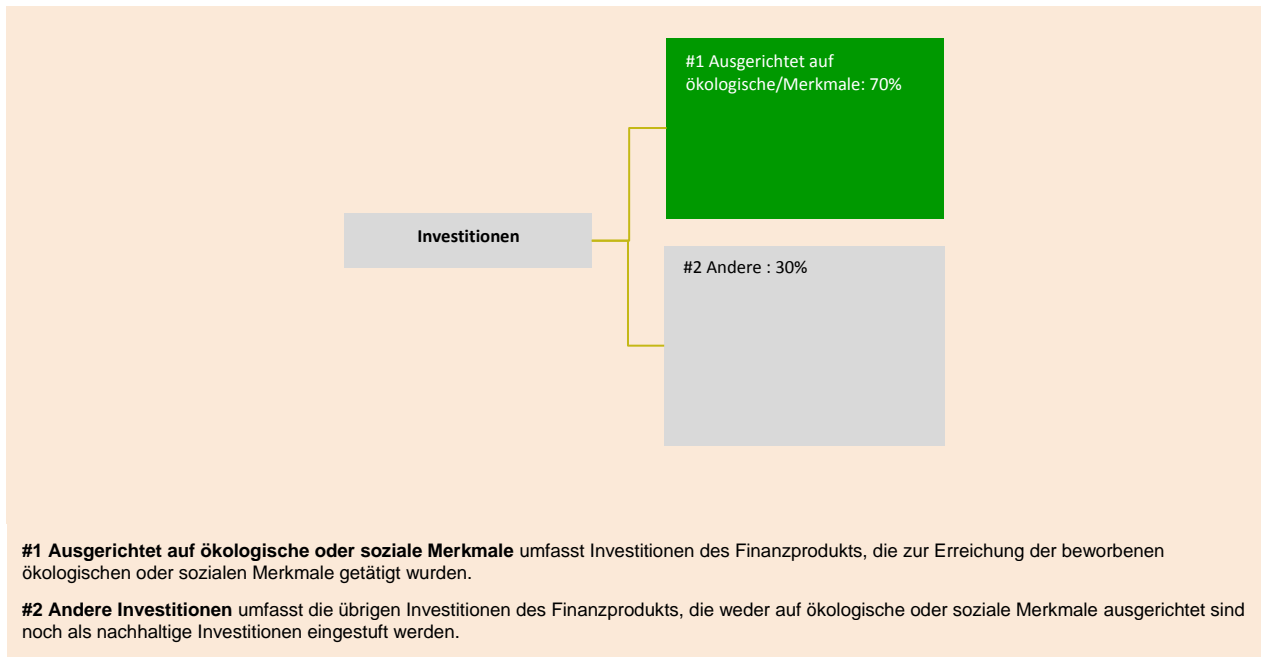 #1 Ausgerichtet auf
ökologische/Merkmale: 70%
Investitionen
#2 Andere : 30%
#1 Ausgerichtet auf ökologische oder soziale Merkmale umfasst Investitionen des Finanzprodukts, die zur Erreichung der beworbenen
ökologischen oder sozialen Merkmale getätigt wurden.
#2 Andere Investitionen umfasst die übrigen Investitionen des Finanzprodukts, die weder auf ökologische oder soziale Merkmale ausgerichtet sind
noch als nachhaltige Investitionen eingestuft werden.